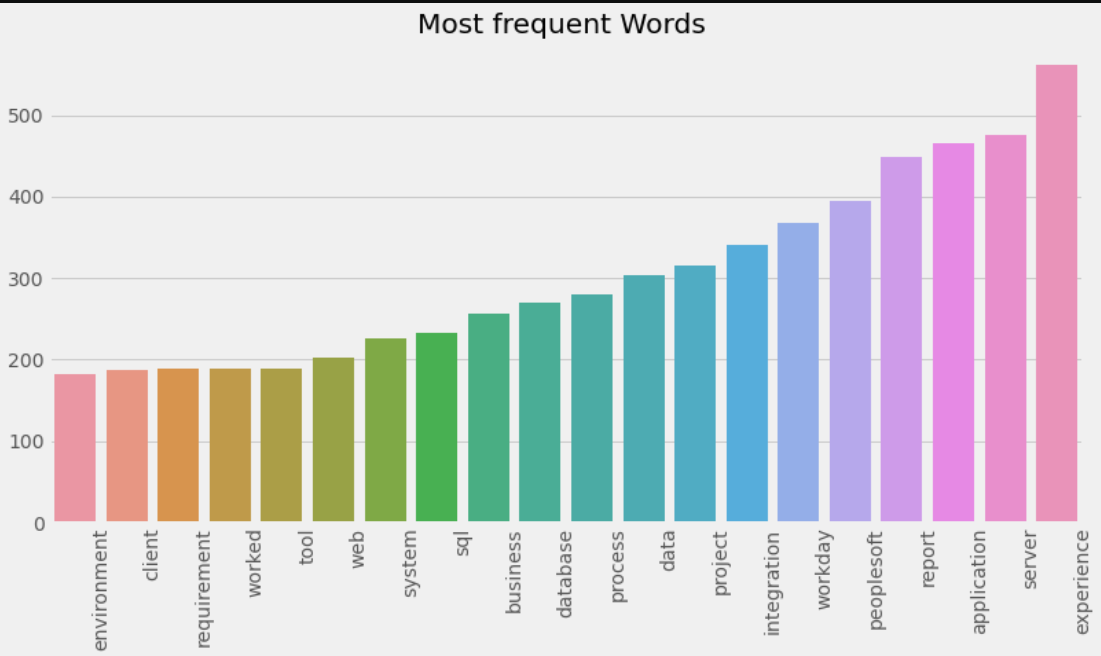 Most frequent Words
500
400
300
200
100
0
environment
client
requirement
worked
tool
web
system
sql
business
database
process
data
project
integration
workday
peoplesoft
report
application
server
experience